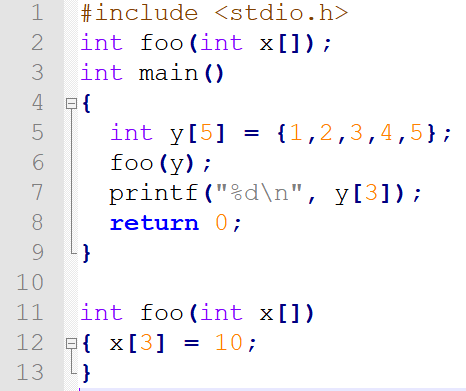 1 #include <stdio.h>
2 int foo(int x[]);
3 int main()
4 {
5 int y[5] = {1,2,3,4,5};
6 foo(y);
7 printf("%d\n", y[3]);
8 return 0;
9 }
10
11 int foo(int x[])
12 { x[3] = 10;
13 }